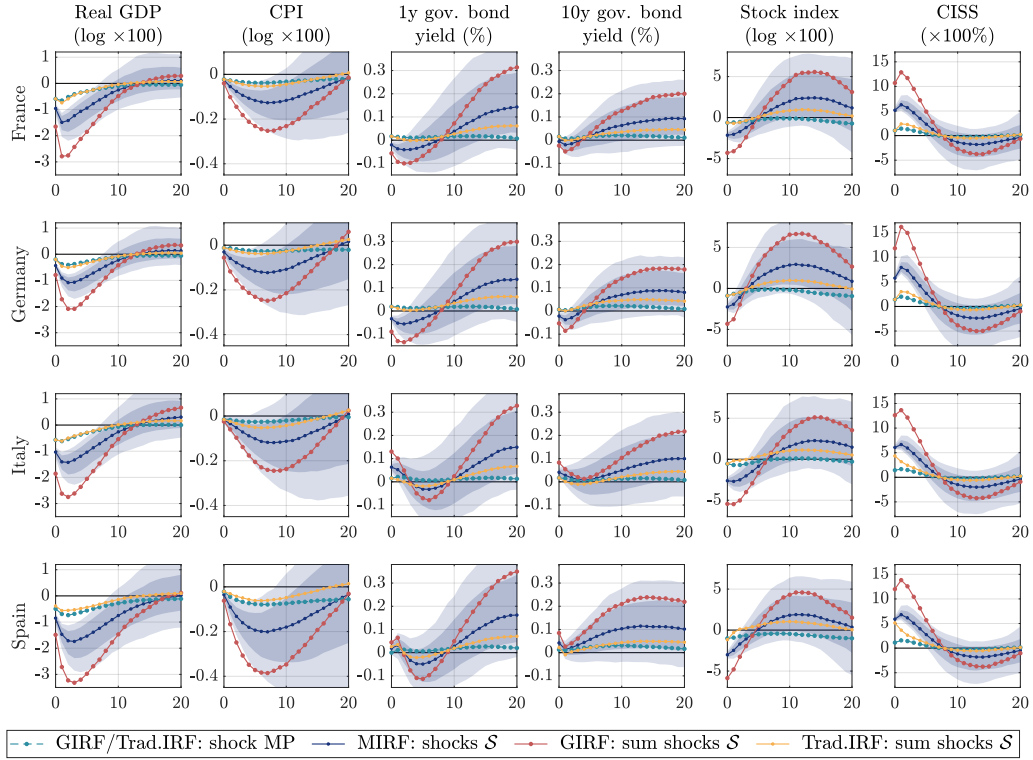 Real GDP CPI 1y gov. bond 10y gov. bond Stock index CISS
(log ×100) (log ×100) yield (%) yield (%) (log ×100) (×100%)
France
1 0 -1 -2 -3
0 10 20
0 -0.2 -0.4
0 10 20
0.3 0.2 0.1 0 -0.1
0 10 20
0.3 0.2 0.1 0 -0.1
0 10 20
5 0 -5
0 10 20
15 10 5 0 -5
0 10 20
Germany
1 0 -1 -2 -3
0 10 20
0 -0.2 -0.4
0 10 20
0.3 0.2 0.1 0 -0.1
0 10 20
0.3 0.2 0.1 0 -0.1
0 10 20
5 0 -5
0 10 20
15 10 5 0 -5
0 10 20
Italy
1 0 -1 -2 -3
0 10 20
0 -0.2 -0.4
0 10 20
0.3 0.2 0.1 0 -0.1
0 10 20
0.3 0.2 0.1 0 -0.1
0 10 20
5 0 -5
0 10 20
15 10 5 0 -5
0 10 20
Spain
1 0 -1 -2 -3
0 10 20
0 -0.2 -0.4
0 10 20
0.3 0.2 0.1 0 -0.1
0 10 20
0.3 0.2 0.1 0 -0.1
0 10 20
5 0 -5
0 10 20
15 10 5 0 -5
0 10 20
GIRF/Trad.IRF: shock MP MIRF: shocks 𝒮 GIRF: sum shocks 𝒮 Trad.IRF: sum shocks 𝒮